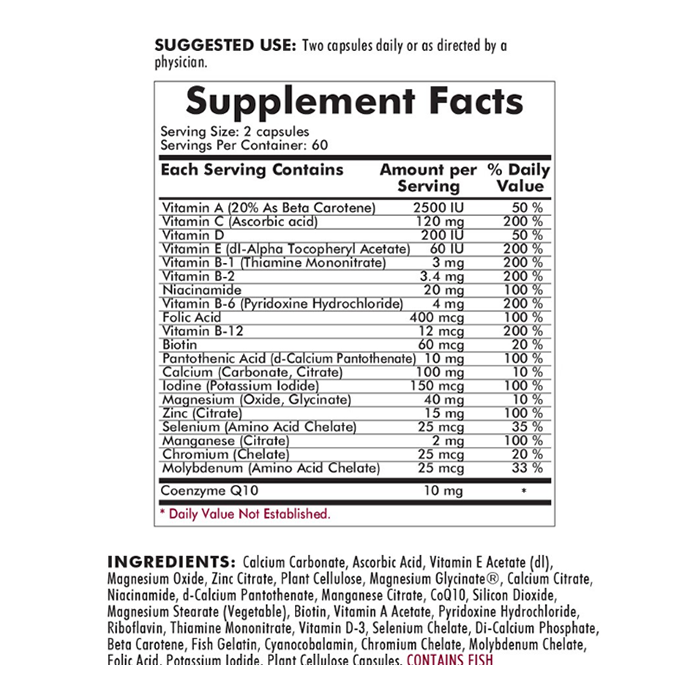 SUGGESTED USE: Two capsules daily or as directed by a
physician.
Supplement Facts
Serving Size: 2 capsules
Servings Per Container: 60
Each Serving Contains Amount per Serving % Daily Value
Vitamin A (20% As Beta Carotene) 2500 IU 50 %
Vitamin C (Ascorbic acid) 120 mg 200 %
Vitamin D 200 IU 50 %
Vitamin E (dl-Alpha Tocopheryl Acetate) 60 IU 200 %
Vitamin B-1 (Thiamine Mononitrate) 3 mg 200 %
Vitamin B-2 3.4 mg 200 %
Niacinamide 20 mg 100 %
Vitamin B-6 (Pyridoxine Hydrochloride) 4 mg 200 %
Folic Acid 400 mcg 100 %
Vitamin B-12 12 mcg 200 %
Biotin 60 mcg 20 %
Pantothenic Acid (d-Calcium Pantothenate) 10 mg 100 %
Calcium (Carbonate, Citrate) 100 mg 10 %
Iodine (Potassium Iodide) 150 mcg 100 %
Magnesium (Oxide, Glycinate) 40 mg 10 %
Zinc (Citrate) 15 mg 100 %
Selenium (Amino Acid Chelate) 25 mcg 35 %
Manganese (Citrate) 2 mg 100 %
Chromium (Chelate) 25 mcg 20 %
Molybdenum (Amino Acid Chelate) 25 mcg 33 %
Coenzyme Q10 10 mg *
* Daily Value Not Established.
INGREDIENTS: Calcium Carbonate, Ascorbic Acid, Vitamin E Acetate (dl),
Magnesium Oxide, Zinc Citrate, Plant Cellulose, Magnesium Glycinate®, Calcium Citrate,
Niacinamide, d-Calcium Pantothenate, Manganese Citrate, CoQ10, Silicon Dioxide,
Magnesium Stearate (Vegetable), Biotin, Vitamin A Acetate, Pyridoxine Hydrochloride,
Riboflavin, Thiamine Mononitrate, Vitamin D-3, Selenium Chelate, Di-Calcium Phosphate,
Beta Carotene, Fish Gelatin, Cyanocobalamin, Chromium Chelate, Molybdenum Chelate,
Folic Acid, Potassium Iodide, Plant Cellulose Capsules. CONTAINS FISH